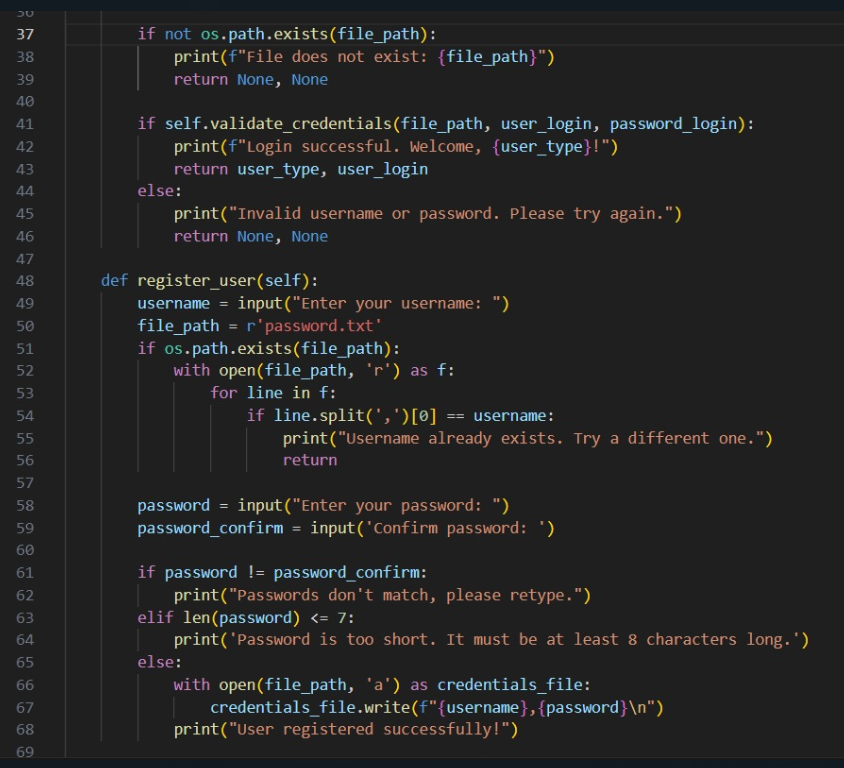 36
37 if not os.path.exists(file_path):
38 print(f"File does not exist: {file_path}")
39 return None, None
40
41 if self.validate_credentials(file_path, user_login, password_login):
42 print(f"Login successful. Welcome, {user_type}!")
43 return user_type, user_login
44 else:
45 print("Invalid username or password. Please try again.")
46 return None, None
47
48 def register_user(self):
49 username = input("Enter your username: ")
50 file_path = r'password.txt'
51 if os.path.exists(file_path):
52 with open(file_path, 'r') as f:
53 for line in f:
54 if line.split(',')[0] == username:
55 print("Username already exists. Try a different one.")
56 return
57
58 password = input("Enter your password: ")
59 password_confirm = input('Confirm password: ')
60
61 if password != password_confirm:
62 print("Passwords don't match, please retype.")
63 elif len(password) <= 7:
64 print('Password is too short. It must be at least 8 characters long.')
65 else:
66 with open(file_path, 'a') as credentials_file:
67 credentials_file.write(f"{username},{password}\n")
68 print("User registered successfully!")
69